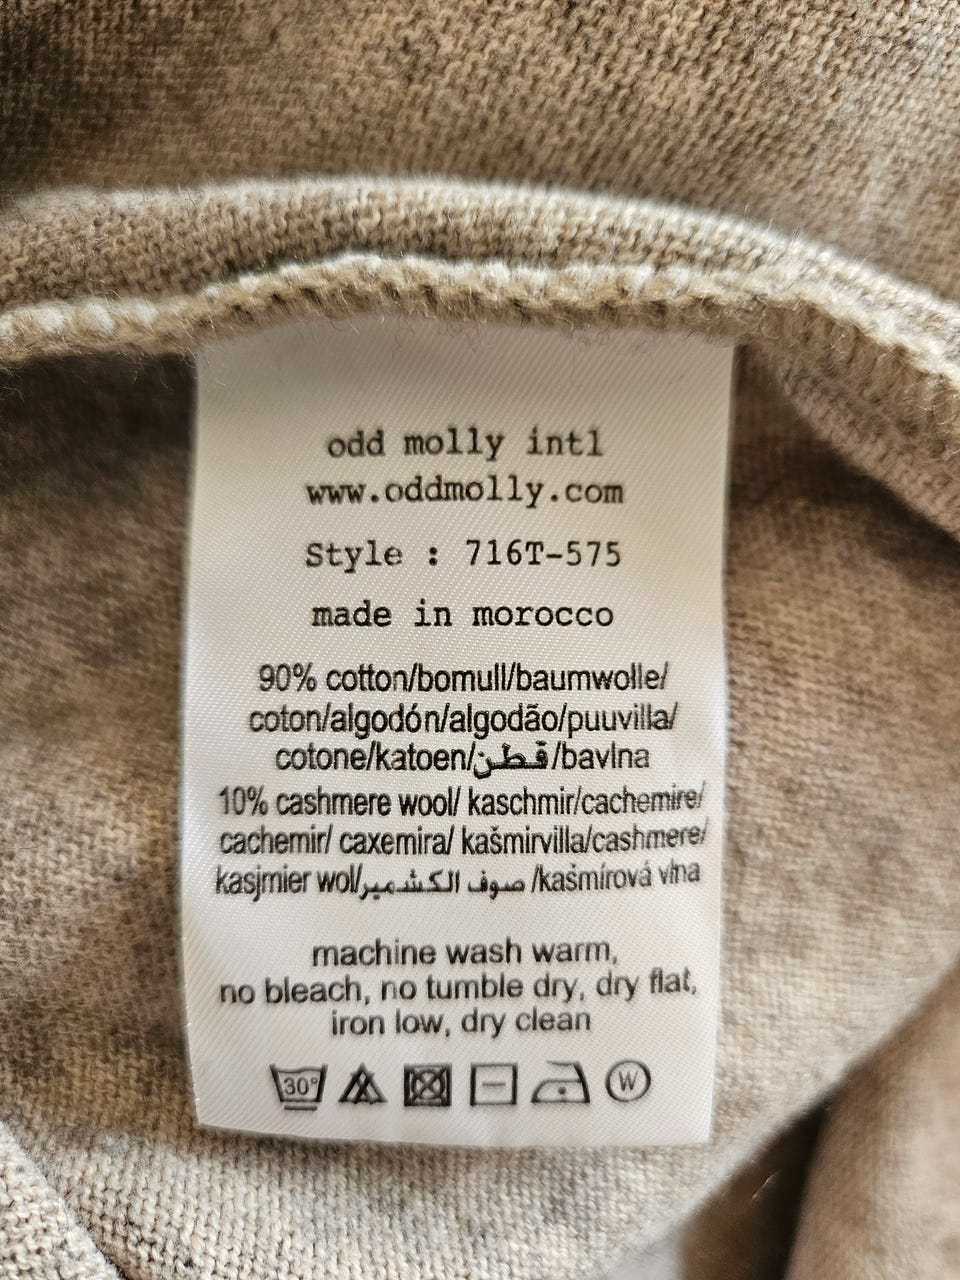 odd molly intl
www.oddmolly.com
Style : 716T-575
made in morocco
90% cotton/bomull/baumwolle/
coton/algodón/algodão/puuvilla/
cotone/katoen/قطن/bavlna
10% cashmere wool/ kaschmir/cachemire/
cachemir/ caxemira/ kašmirvilla/cashmere/
kasjmier wol/صوف الكشمير/kašmírová vlna
machine wash warm,
no bleach, no tumble dry, dry flat,
iron low, dry clean
30° W